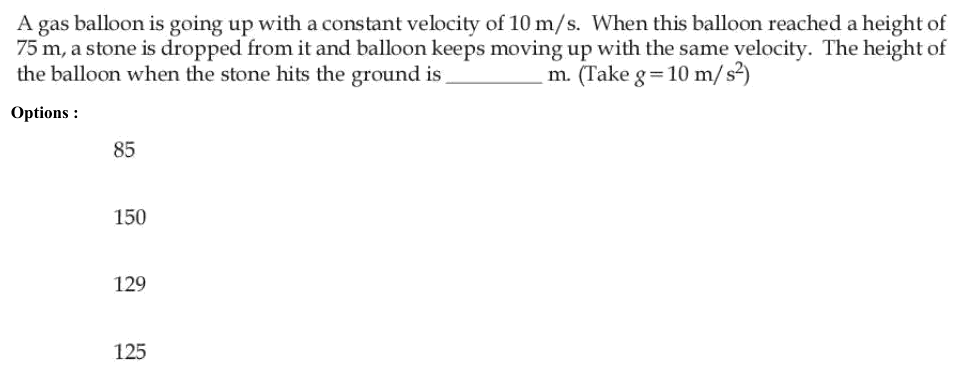 A gas balloon is going up with a constant velocity of 10 m/s. When this balloon reached a height of
75 m, a stone is dropped from it and balloon keeps moving up with the same velocity. The height of
the balloon when the stone hits the ground is __________ m. (Take g = 10 m/s²)
Options :
85
150
129
125